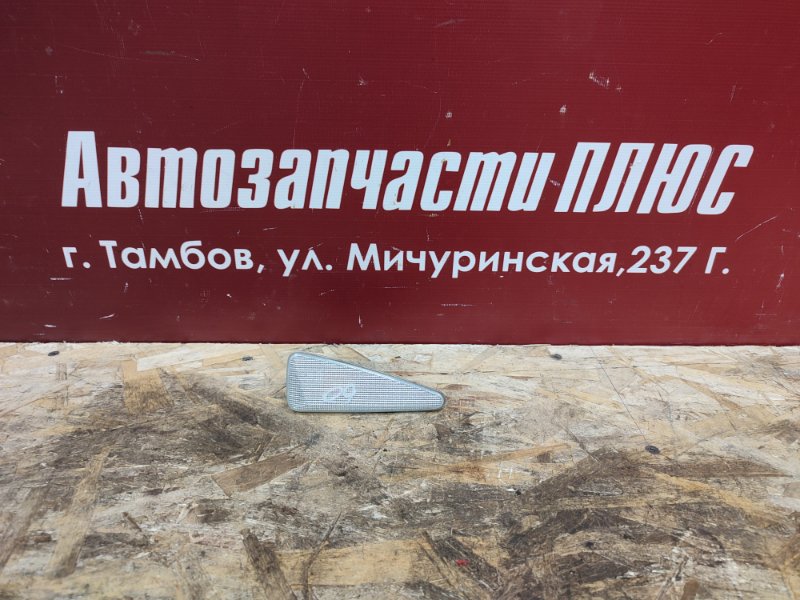 Автозапчасти ПЛЮС
г. Тамбов, ул. Мичуринская,237 Г.